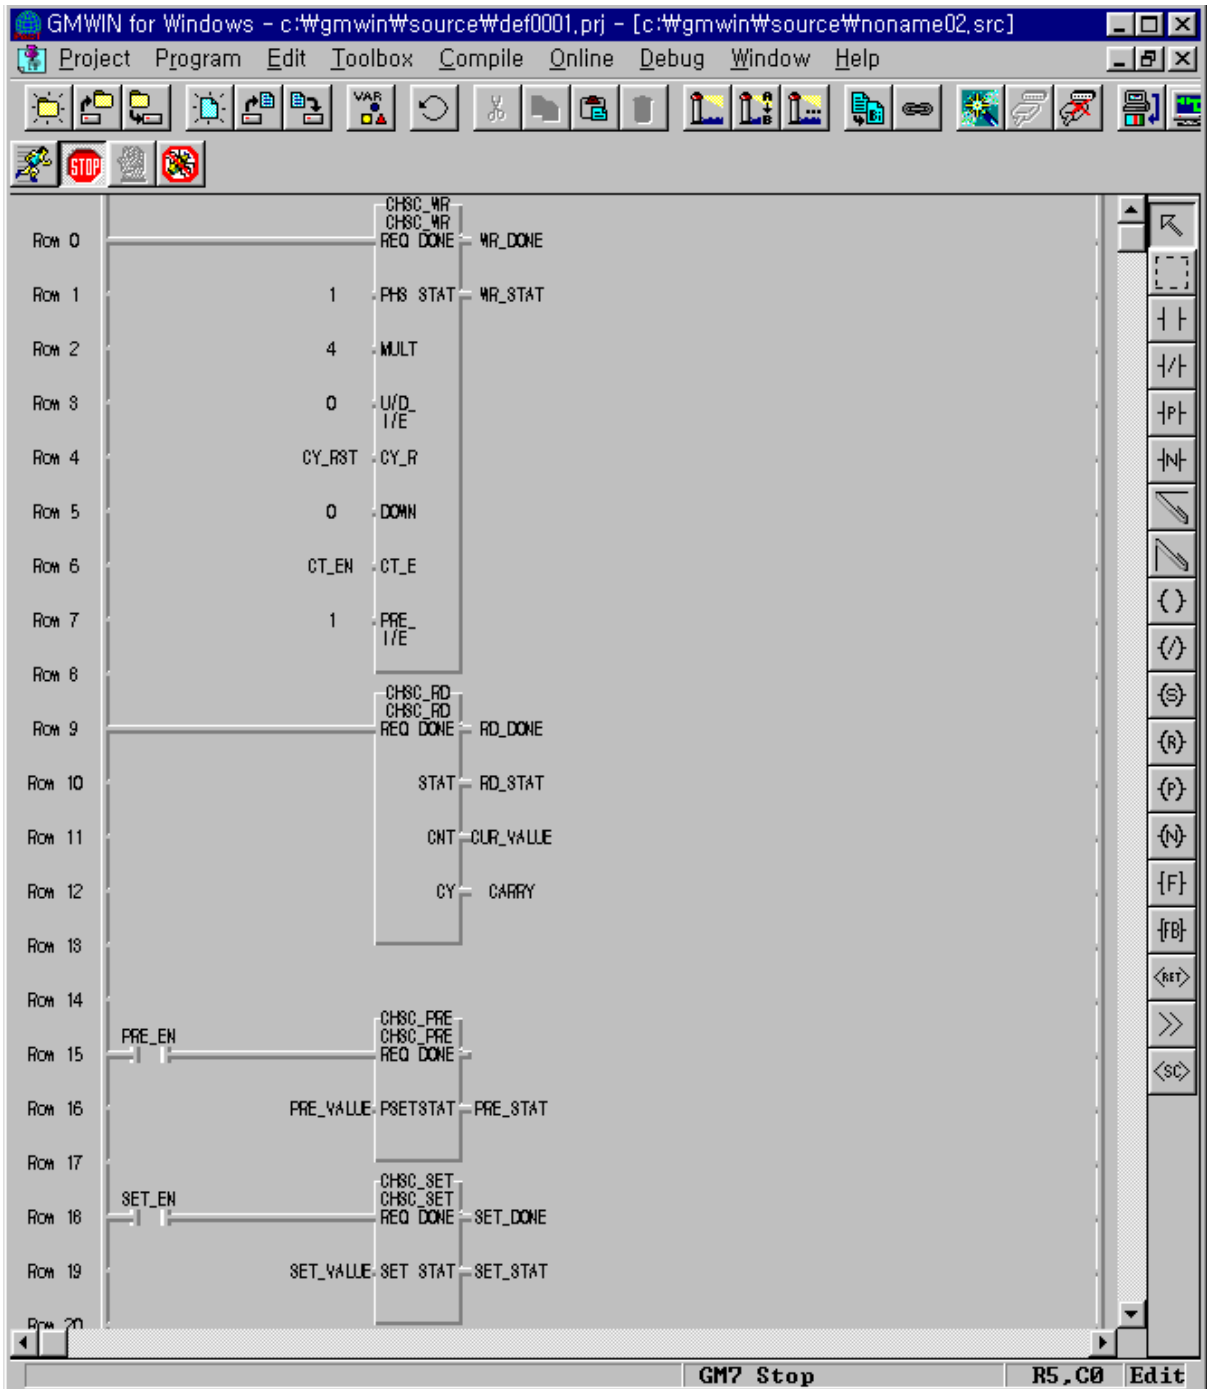 GMWIN for Windows - c:₩gmwin₩source₩def0001.prj - [c:₩gmwin₩source₩noname02.src]
Project Program Edit Toolbox Compile Online Debug Window Help
VAR
STOP
CHSC_WR
CHSC_WR
Row 0 REQ DONE WR_DONE
Row 1 1 PHS STAT WR_STAT
Row 2 4 MULT
Row 3 0 U/D_
I/E
Row 4 CY_RST CY_R
Row 5 0 DOWN
Row 6 CT_EN CT_E
Row 7 1 PRE_
I/E
Row 8
CHSC_RD
CHSC_RD
Row 9 REQ DONE RD_DONE
Row 10 STAT RD_STAT
Row 11 CNT CUR_VALUE
Row 12 CY CARRY
Row 13
Row 14
CHSC_PRE
PRE_EN CHSC_PRE
Row 15 REQ DONE
Row 16 PRE_VALUE PSET STAT PRE_STAT
Row 17
CHSC_SET
SET_EN CHSC_SET
Row 18 REQ DONE SET_DONE
Row 19 SET_VALUE SET STAT SET_STAT
Row 20
P
N
(S)
(R)
(P)
(N)
{F}
{FB}
<RET>
>>
<SC>
GM7 Stop R5,C0 Edit